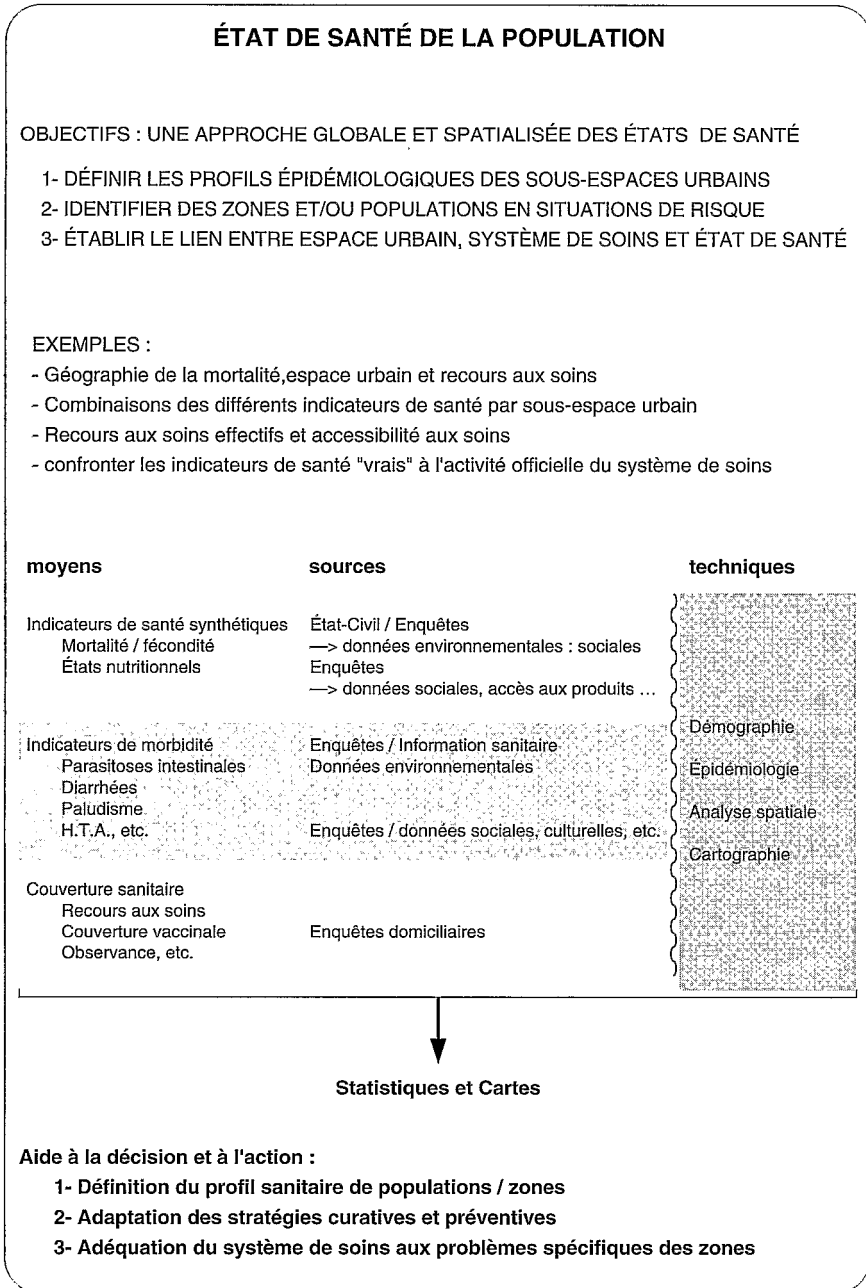 ÉTAT DE SANTÉ DE LA POPULATION
OBJECTIFS : UNE APPROCHE GLOBALE ET SPATIALISÉE DES ÉTATS DE SANTÉ
1- DÉFINIR LES PROFILS ÉPIDÉMIOLOGIQUES DES SOUS-ESPACES URBAINS
2- IDENTIFIER DES ZONES ET/OU POPULATIONS EN SITUATIONS DE RISQUE
3- ÉTABLIR LE LIEN ENTRE ESPACE URBAIN, SYSTÈME DE SOINS ET ÉTAT DE SANTÉ
EXEMPLES :
- Géographie de la mortalité,espace urbain et recours aux soins
- Combinaisons des différents indicateurs de santé par sous-espace urbain
- Recours aux soins effectifs et accessibilité aux soins
- confronter les indicateurs de santé "vrais" à l'activité officielle du système de soins
moyens sources techniques
Indicateurs de santé synthétiques État-Civil / Enquêtes
Mortalité / fécondité —> données environnementales : sociales
États nutritionnels Enquêtes
—> données sociales, accès aux produits ...
Démographie
Indicateurs de morbidité Enquêtes / Information sanitaire
Parasitoses intestinales Données environnementales Épidémiologie
Diarrhées
Paludisme Analyse spatiale
H.T.A., etc. Enquêtes / données sociales, culturelles, etc.
Cartographie
Couverture sanitaire
Recours aux soins
Couverture vaccinale Enquêtes domiciliaires
Observance, etc.
Statistiques et Cartes
Aide à la décision et à l'action :
1- Définition du profil sanitaire de populations / zones
2- Adaptation des stratégies curatives et préventives
3- Adéquation du système de soins aux problèmes spécifiques des zones